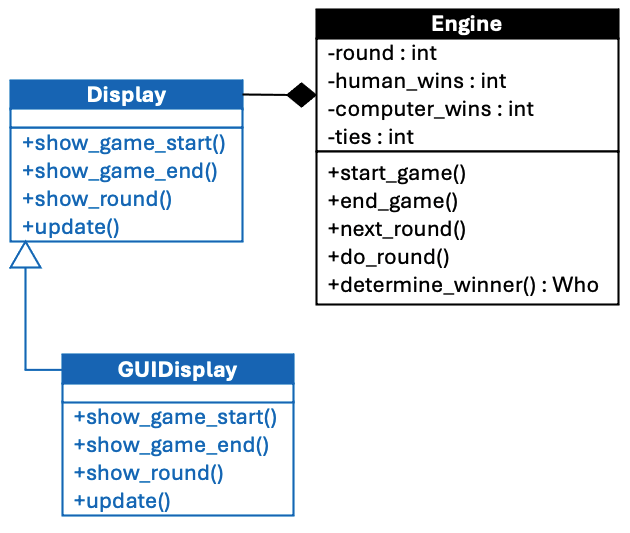 Engine
-round : int
-human_wins : int
-computer_wins : int
-ties : int
+start_game()
+end_game()
+next_round()
+do_round()
+determine_winner() : Who
Display
+show_game_start()
+show_game_end()
+show_round()
+update()
GUIDisplay
+show_game_start()
+show_game_end()
+show_round()
+update()